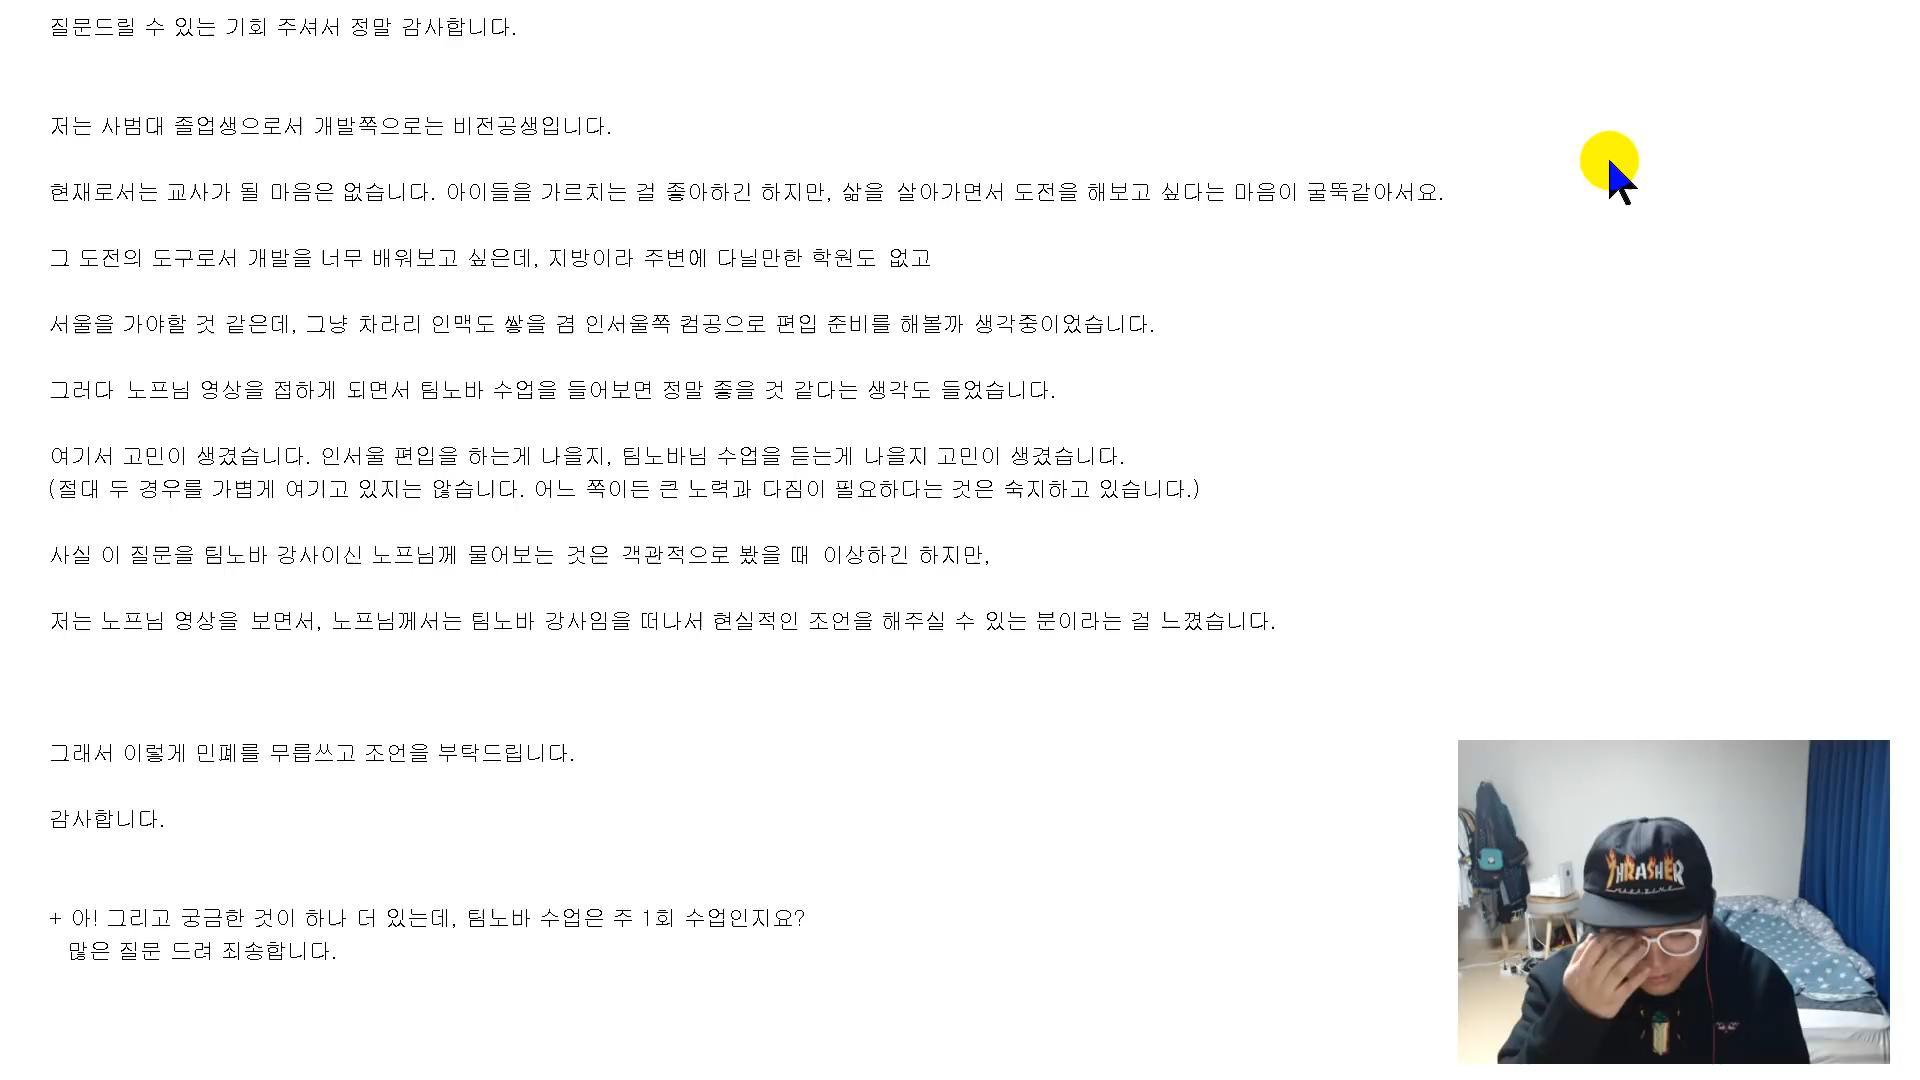 질문드릴 수 있는 기회 주셔서 정말 감사합니다.
저는 사범대 졸업생으로서 개발쪽으로는 비전공생입니다.
현재로서는 교사가 될 마음은 없습니다. 아이들을 가르치는 걸 좋아하긴 하지만, 삶을 살아가면서 도전을 해보고 싶다는 마음이 굴뚝같아서요.
그 도전의 도구로서 개발을 너무 배워보고 싶은데, 지방이라 주변에 다닐만한 학원도 없고
서울을 가야할 것 같은데, 그냥 차라리 인맥도 쌓을 겸 인서울쪽 컴공으로 편입 준비를 해볼까 생각중이었습니다.
그러다 노프님 영상을 접하게 되면서 팀노바 수업을 들어보면 정말 좋을 것 같다는 생각도 들었습니다.
여기서 고민이 생겼습니다. 인서울 편입을 하는게 나을지, 팀노바님 수업을 듣는게 나을지 고민이 생겼습니다.
(절대 두 경우를 가볍게 여기고 있지는 않습니다. 어느 쪽이든 큰 노력과 다짐이 필요하다는 것은 숙지하고 있습니다.)
사실 이 질문을 팀노바 강사이신 노프님께 물어보는 것은 객관적으로 봤을 때 이상하긴 하지만,
저는 노프님 영상을 보면서, 노프님께서는 팀노바 강사임을 떠나서 현실적인 조언을 해주실 수 있는 분이라는 걸 느꼈습니다.
그래서 이렇게 민폐를 무릅쓰고 조언을 부탁드립니다.
감사합니다.
+ 아! 그리고 궁금한 것이 하나 더 있는데, 팀노바 수업은 주 1회 수업인지요?
많은 질문 드려 죄송합니다.
THRASHER
MAGAZINE